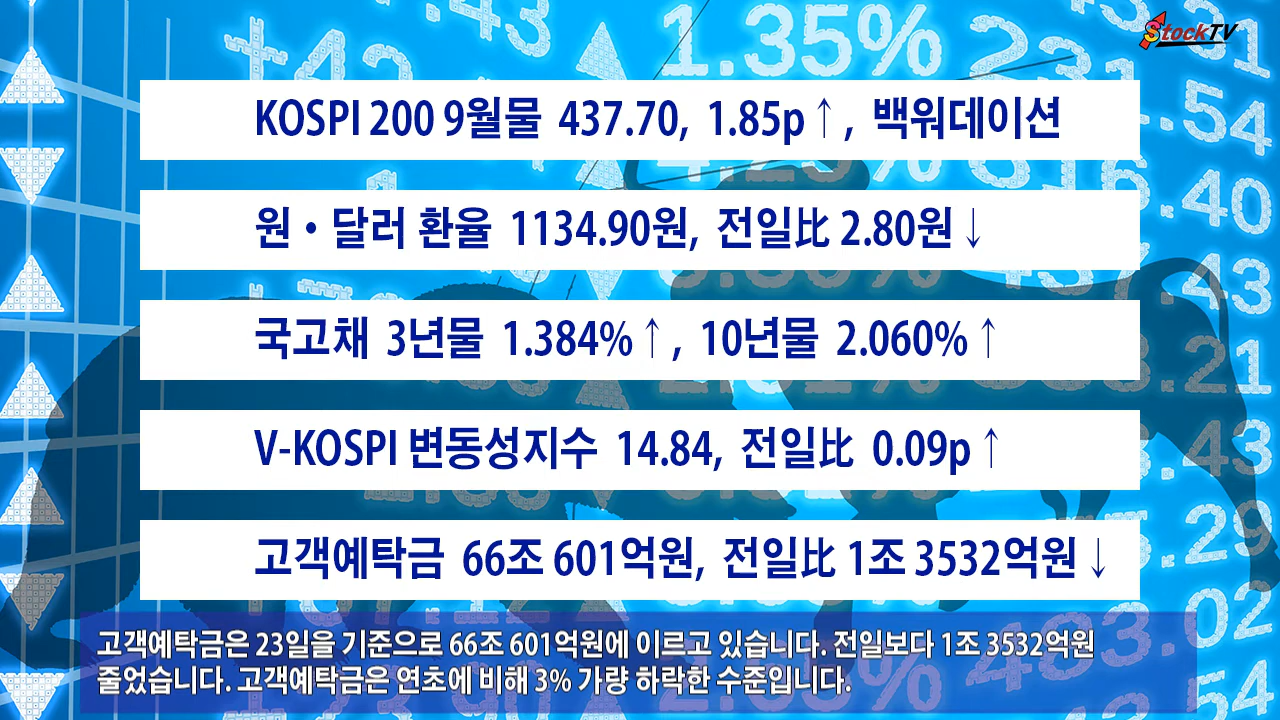 StockTV
1.35%
KOSPI 200 9월물 437.70, 1.85p↑, 백워데이션
원・달러 환율 1134.90원, 전일比 2.80원↓
국고채 3년물 1.384%↑, 10년물 2.060%↑
V-KOSPI 변동성지수 14.84, 전일比 0.09p↑
고객예탁금 66조 601억원, 전일比 1조 3532억원↓
고객예탁금은 23일을 기준으로 66조 601억원에 이르고 있습니다. 전일보다 1조 3532억원
줄었습니다. 고객예탁금은 연초에 비해 3% 가량 하락한 수준입니다.